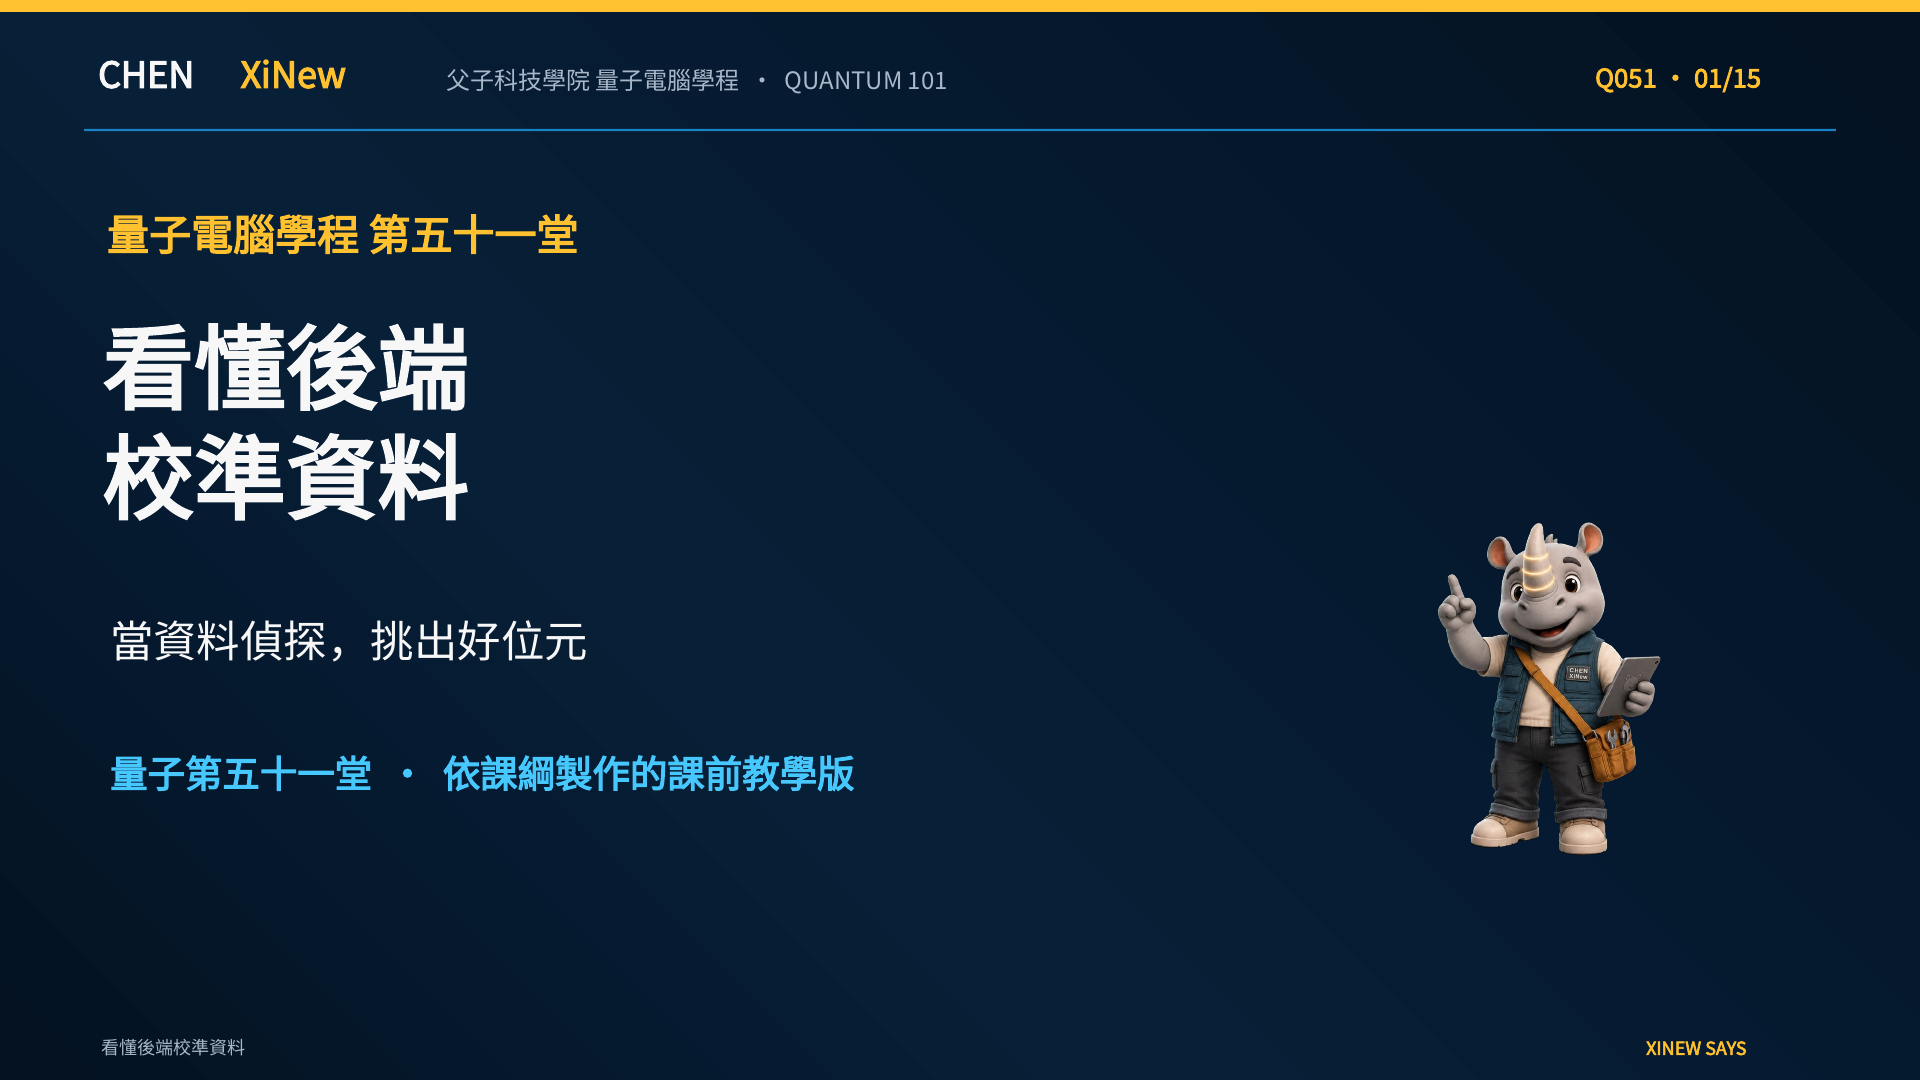 CHEN XiNew 父子科技學院 量子電腦學程 • QUANTUM 101 Q051 • 01/15
量子電腦學程 第五十一堂
看懂後端
校準資料
當資料偵探，挑出好位元
CHEN
XiNew
量子第五十一堂 • 依課綱製作的課前教學版
看懂後端校準資料 XINEW SAYS